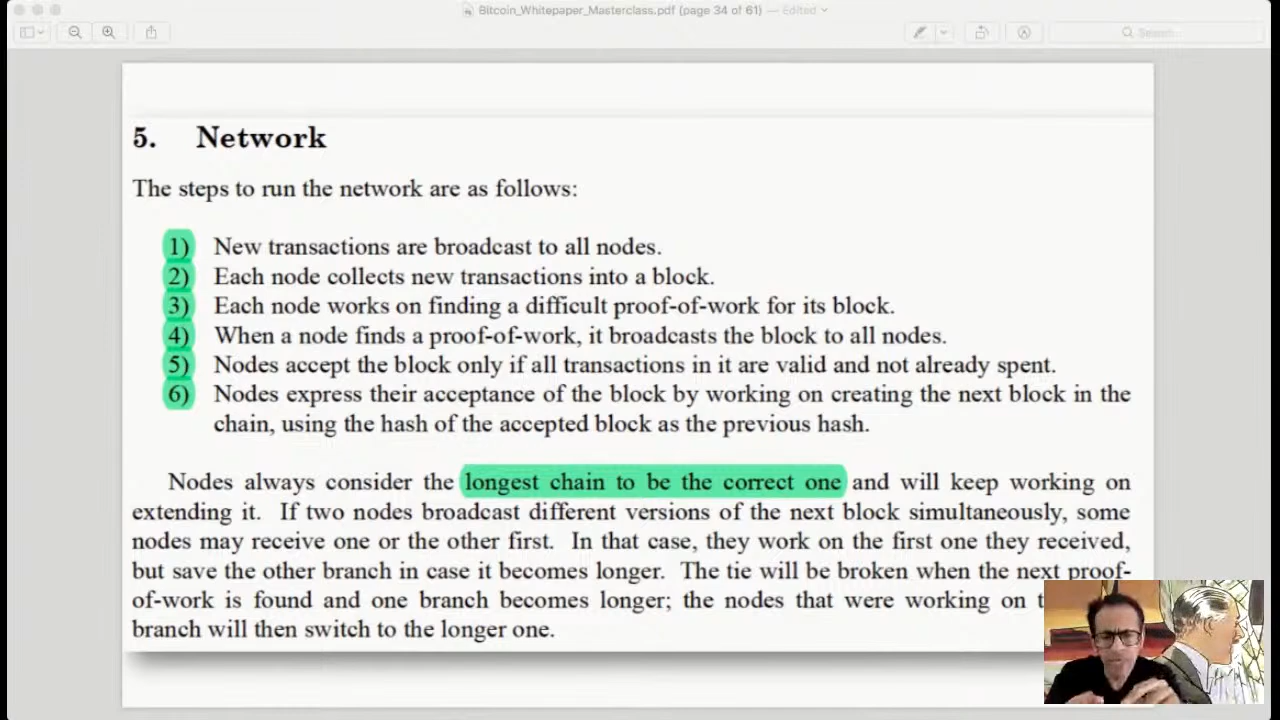 Bitcoin_Whitepaper_Masterclass.pdf (page 34 of 61) — Edited
Search
5. Network
The steps to run the network are as follows:
1) New transactions are broadcast to all nodes.
2) Each node collects new transactions into a block.
3) Each node works on finding a difficult proof-of-work for its block.
4) When a node finds a proof-of-work, it broadcasts the block to all nodes.
5) Nodes accept the block only if all transactions in it are valid and not already spent.
6) Nodes express their acceptance of the block by working on creating the next block in the
chain, using the hash of the accepted block as the previous hash.
Nodes always consider the longest chain to be the correct one and will keep working on
extending it. If two nodes broadcast different versions of the next block simultaneously, some
nodes may receive one or the other first. In that case, they work on the first one they received,
but save the other branch in case it becomes longer. The tie will be broken when the next proof-
of-work is found and one branch becomes longer; the nodes that were working on
branch will then switch to the longer one.